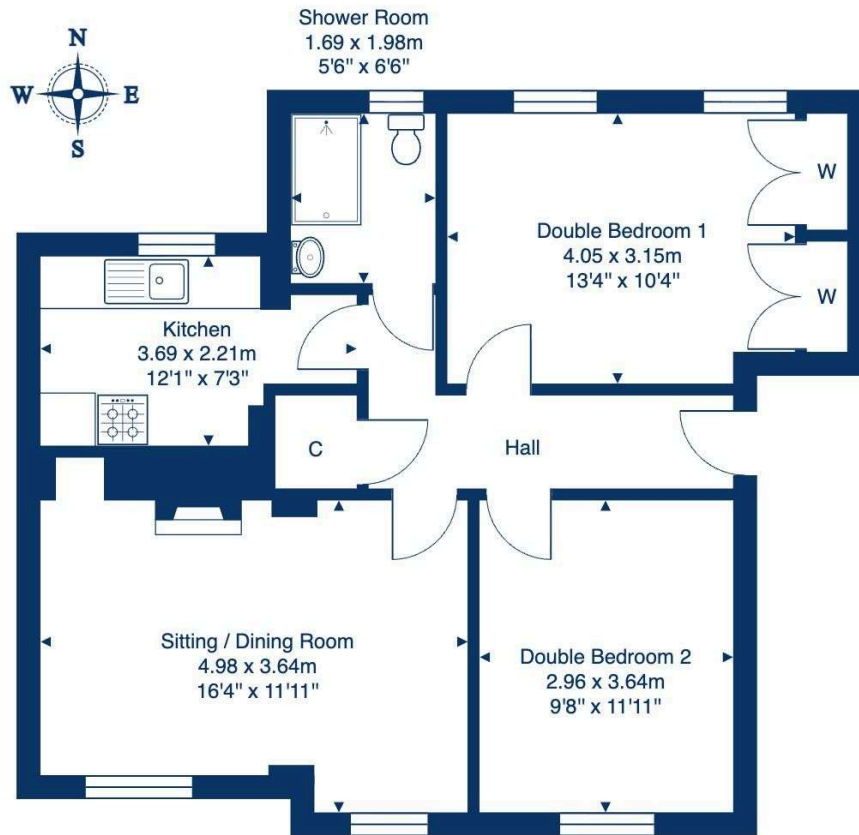 Shower Room
1.69 x 1.98m
5'6" x 6'6"
N
W E
S
W
Double Bedroom 1
4.05 x 3.15m
13'4" x 10'4"
W
Kitchen
3.69 x 2.21m
12'1" x 7'3"
C
Hall
Sitting / Dining Room
4.98 x 3.64m
16'4" x 11'11"
Double Bedroom 2
2.96 x 3.64m
9'8" x 11'11"